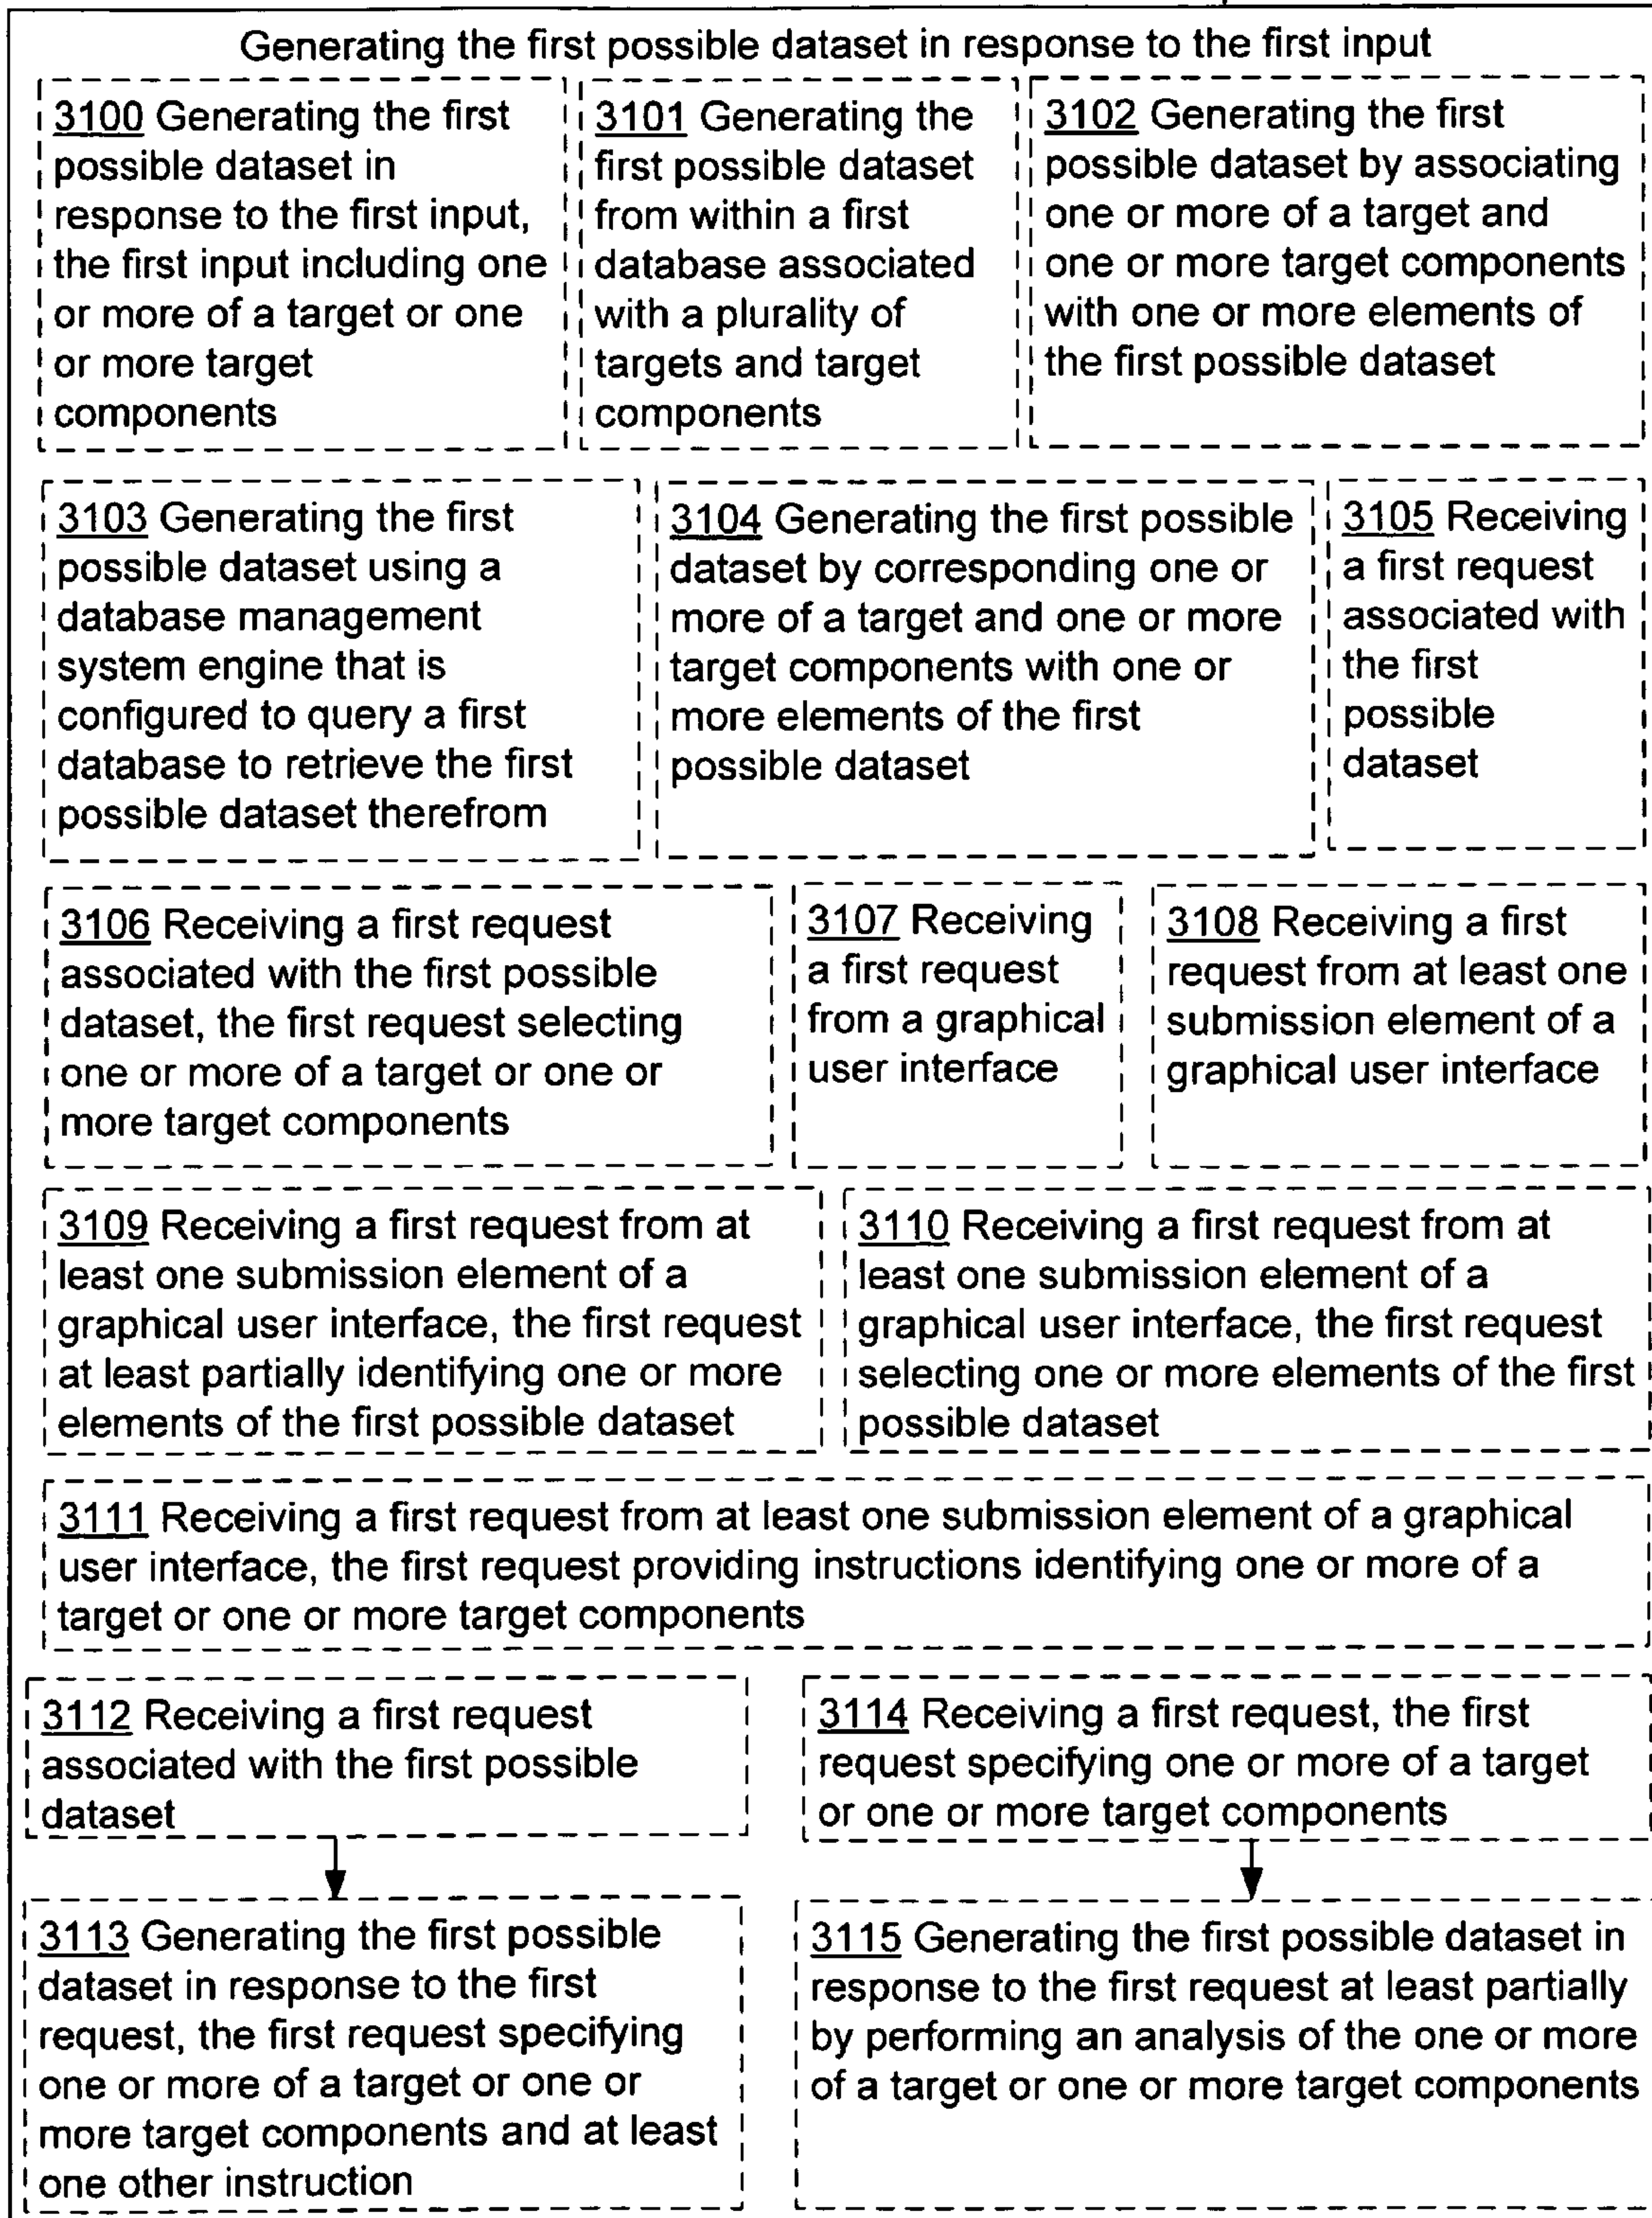 Generating the first possible dataset in response to the first input
3100 Generating the first
possible dataset in
response to the first input,
the first input including one
or more of a target or one
or more target
components
3101 Generating the
first possible dataset
from within a first
database associated
with a plurality of
targets and target
components
3102 Generating the first
possible dataset by associating
one or more of a target and
one or more target components
with one or more elements of
the first possible dataset
3103 Generating the first
possible dataset using a
database management
system engine that is
configured to query a first
database to retrieve the first
possible dataset therefrom
3104 Generating the first possible
dataset by corresponding one or
more of a target and one or more
target components with one or
more elements of the first
possible dataset
3105 Receiving
a first request
associated with
the first
possible
dataset
3106 Receiving a first request
associated with the first possible
dataset, the first request selecting
one or more of a target or one or
more target components
3107 Receiving
a first request
from a graphical
user interface
3108 Receiving a first
request from at least one
submission element of a
graphical user interface
3109 Receiving a first request from at
least one submission element of a
graphical user interface, the first request
at least partially identifying one or more
elements of the first possible dataset
3110 Receiving a first request from at
least one submission element of a
graphical user interface, the first request
selecting one or more elements of the first
possible dataset
3111 Receiving a first request from at least one submission element of a graphical
user interface, the first request providing instructions identifying one or more of a
target or one or more target components
3112 Receiving a first request
associated with the first possible
dataset
3114 Receiving a first request, the first
request specifying one or more of a target
or one or more target components
3113 Generating the first possible
dataset in response to the first
request, the first request specifying
one or more of a target or one or
more target components and at least
one other instruction
3115 Generating the first possible dataset in
response to the first request at least partially
by performing an analysis of the one or more
of a target or one or more target components